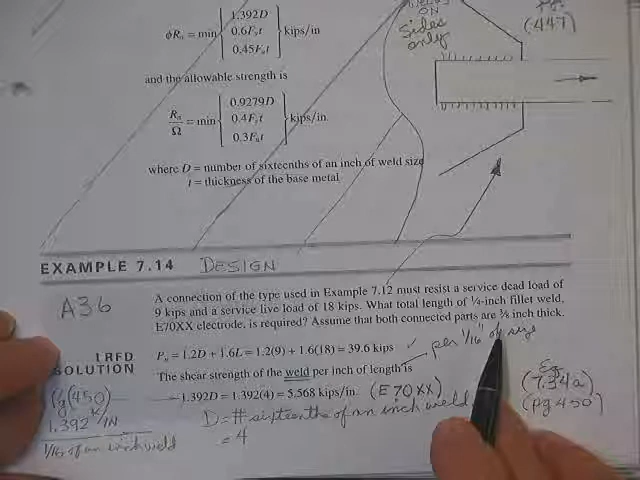 ON
Sides
only
(.447)
ϕRₙ = min { 1.392D
0.6Fᵧt
0.45Fᵤt } kips/in
and the allowable strength is
Rₙ/Ω = min { 0.9279D
0.4Fᵧt
0.3Fᵤt } kips/in.
where D = number of sixteenths of an inch of weld size
t = thickness of the base metal
EXAMPLE 7.14 DESIGN
A36
A connection of the type used in Example 7.12 must resist a service dead load of
9 kips and a service live load of 18 kips. What total length of ¼-inch fillet weld,
E70XX electrode, is required? Assume that both connected parts are ⅜ inch thick.
LRFD
SOLUTION
Pᵤ = 1.2D + 1.6L = 1.2(9) + 1.6(18) = 39.6 kips ✓ per 1/16" of size
The shear strength of the weld per inch of length is
1.392D = 1.392(4) = 5.568 kips/in. (E70XX)
Eq.
(7.34a)
(Pg 450)
Pg(450)
1.392 K/IN
1/16 of an inch weld
D = # sixteenths of an inch weld
= 4